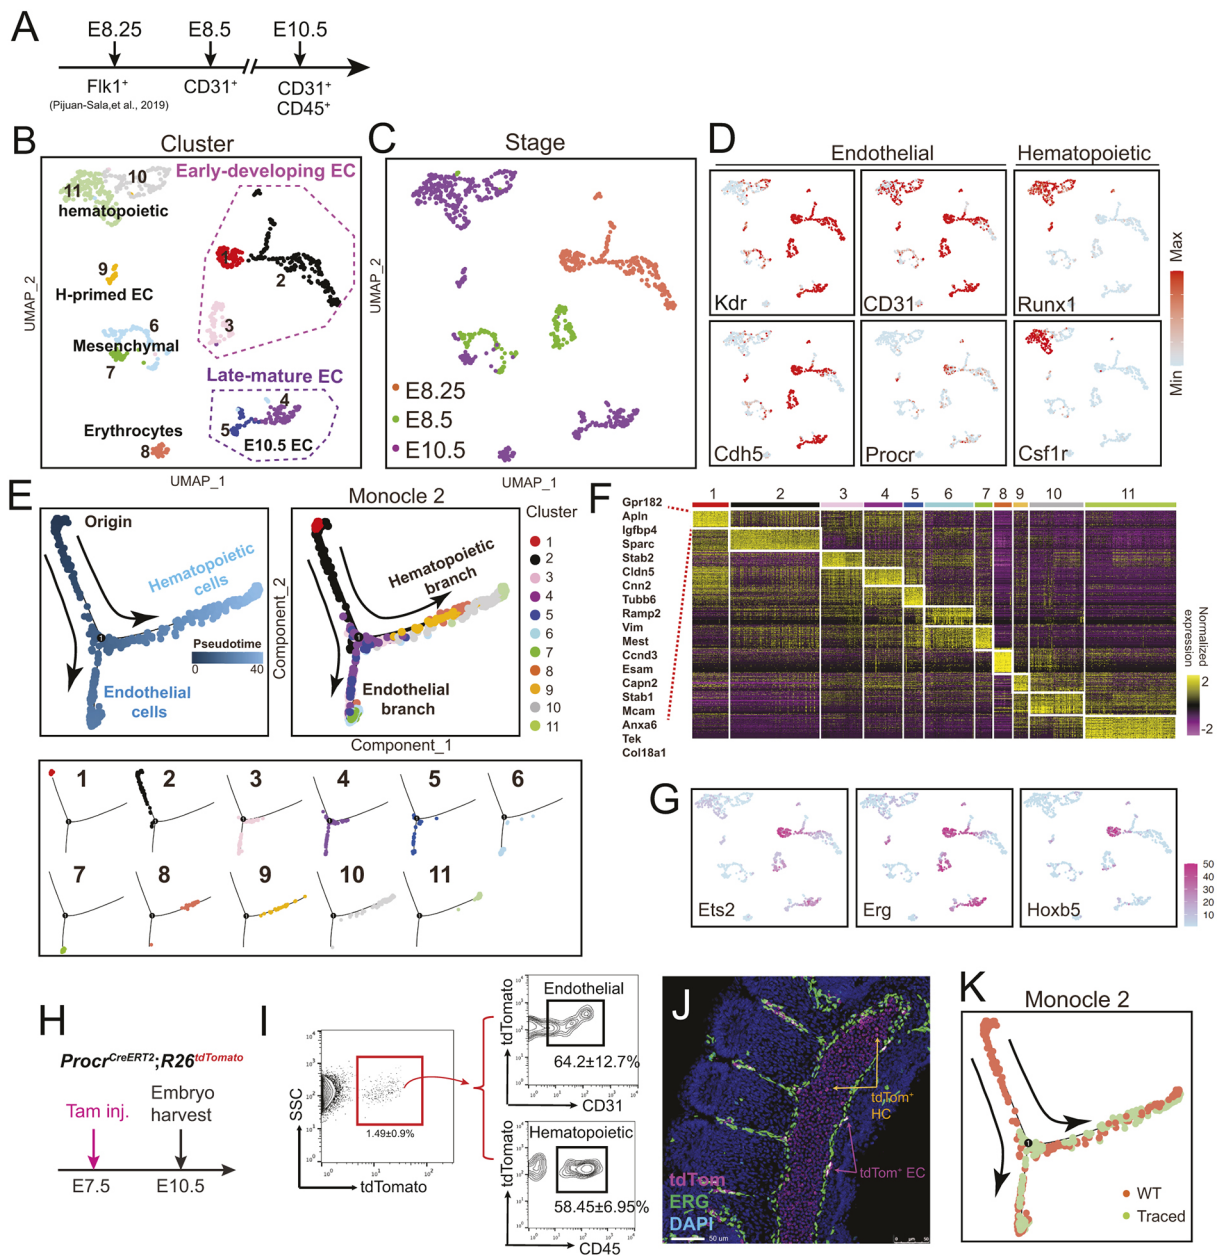 A
E8.25 E8.5 E10.5
Flk1+ CD31+ CD31+
(Pijuan-Sala,et al., 2019) CD45+
B
Cluster
Early-developing EC
11 10
hematopoietic
1
2
9
H-primed EC
3
6
Mesenchymal
7
Late-mature EC
4
5
E10.5 EC
Erythrocytes
8
UMAP_2
UMAP_1
C
Stage
E8.25
E8.5
E10.5
UMAP_2
UMAP_1
D
Endothelial Hematopoietic
Kdr CD31 Runx1
Cdh5 Procr Csf1r
Max
Min
E
Origin
Hematopoietic
cells
Pseudotime
0 40
1
Endothelial
cells
Monocle 2
Hematopoietic
branch
1
Endothelial
branch
Component_2
Component_1
Cluster
1
2
3
4
5
6
7
8
9
10
11
1 2 3 4 5 6
7 8 9 10 11
F
1 2 3 4 5 6 7 8 9 10 11
Gpr182
Apln
Igfbp4
Sparc
Stab2
Cldn5
Cnn2
Tubb6
Ramp2
Vim
Mest
Ccnd3
Esam
Capn2
Stab1
Mcam
Anxa6
Tek
Col18a1
Normalized
expression
2
-2
G
Ets2 Erg Hoxb5
50
40
30
20
10
H
ProcrCreERT2;R26tdTomato
Tam inj.
Embryo
harvest
E7.5 E10.5
I
SSC
tdTomato
1.49±0.9%
Endothelial
64.2±12.7%
tdTomato
CD31
Hematopoietic
58.45±6.95%
tdTomato
CD45
J
tdTom+
HC
tdTom+ EC
tdTom
ERG
DAPI
50 um
K
Monocle 2
1
WT
Traced